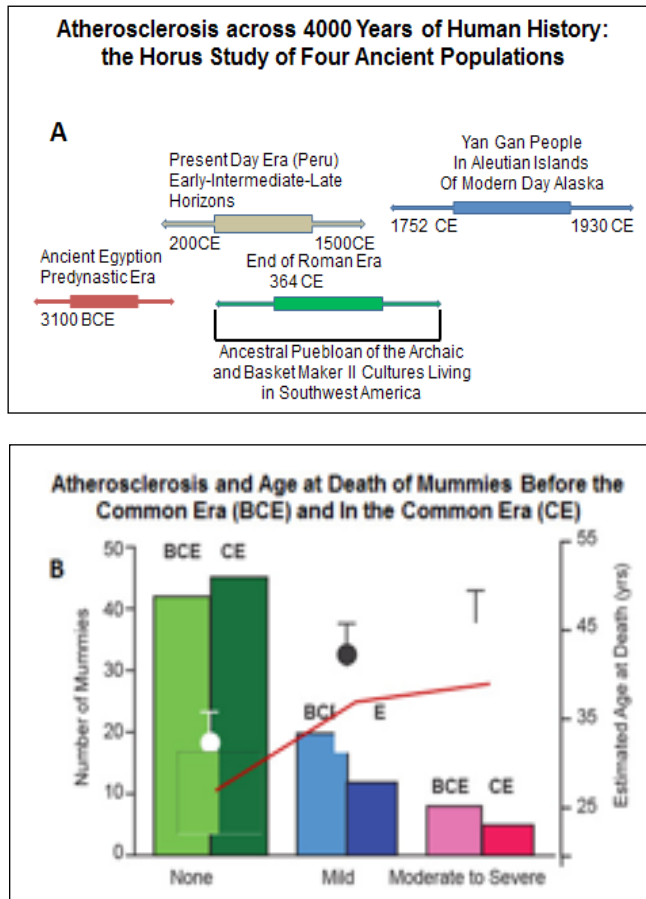 Atherosclerosis across 4000 Years of Human History:
the Horus Study of Four Ancient Populations
A
Yan Gan People
In Aleutian Islands
Of Modern Day Alaska
1752 CE
1930 CE
Present Day Era (Peru)
Early-Intermediate-Late
Horizons
200CE
1500CE
Ancient Egyption
Predynastic Era
3100 BCE
End of Roman Era
364 CE
Ancestral Puebloan of the Archaic
and Basket Maker II Cultures Living
in Southwest America
Atherosclerosis and Age at Death of Mummies Before the
Common Era (BCE) and In the Common Era (CE)
B
Number of Mummies
50
40
30
20
10
0
BCE CE
E
BCE CE
None
Mild
Moderate to Severe
55
45
35
25
Estimated Age at Death (yrs)